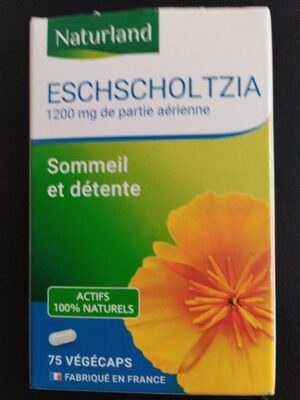 Naturland
ESCHSCHOLTZIA
1200 mg de partie aérienne
Sommeil
et détente
ACTIFS
100% NATURELS
75 VÉGÉCAPS
FABRIQUÉ EN FRANCE